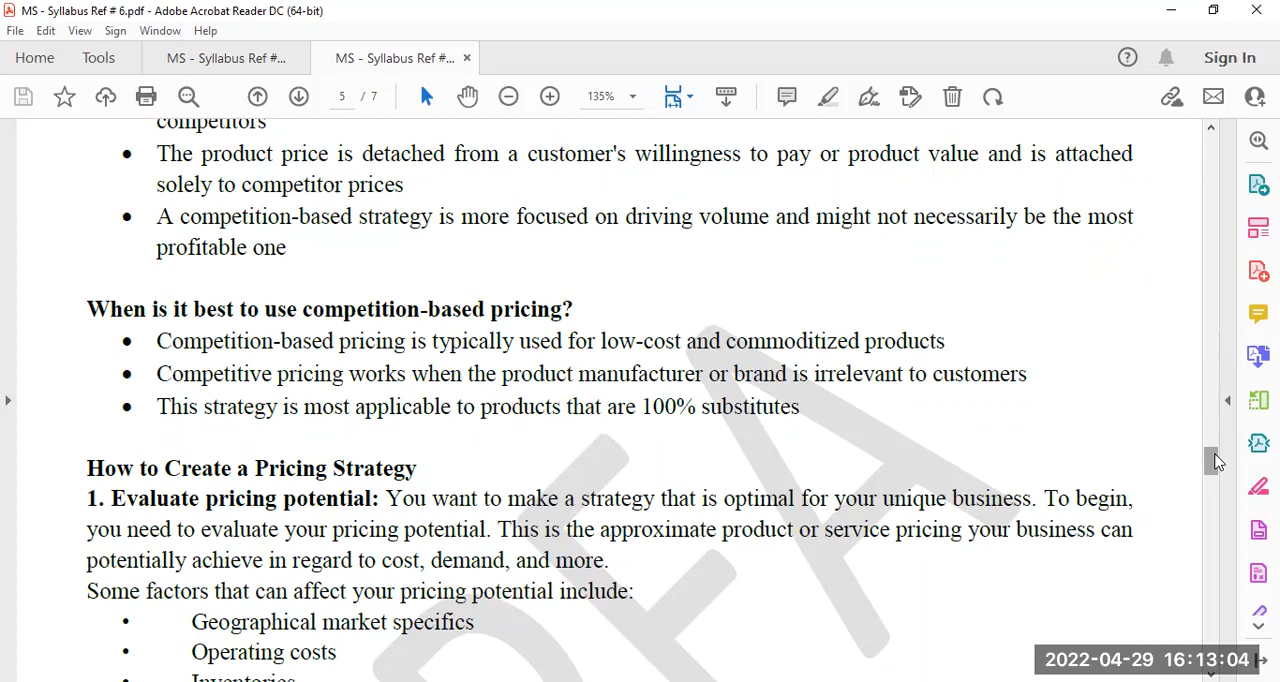 MS - Syllabus Ref # 6.pdf - Adobe Acrobat Reader DC (64-bit)
File Edit View Sign Window Help
Home Tools MS - Syllabus Ref #... MS - Syllabus Ref #... × Sign In
5 / 7 135%
competitors
• The product price is detached from a customer's willingness to pay or product value and is attached
solely to competitor prices
• A competition-based strategy is more focused on driving volume and might not necessarily be the most
profitable one
When is it best to use competition-based pricing?
• Competition-based pricing is typically used for low-cost and commoditized products
• Competitive pricing works when the product manufacturer or brand is irrelevant to customers
• This strategy is most applicable to products that are 100% substitutes
How to Create a Pricing Strategy
1. Evaluate pricing potential: You want to make a strategy that is optimal for your unique business. To begin,
you need to evaluate your pricing potential. This is the approximate product or service pricing your business can
potentially achieve in regard to cost, demand, and more.
Some factors that can affect your pricing potential include:
• Geographical market specifics
• Operating costs
• Inventories
2022-04-29 16:13:04